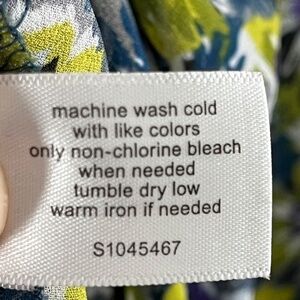 machine wash cold
with like colors
only non-chlorine bleach
when needed
tumble dry low
warm iron if needed
S1045467